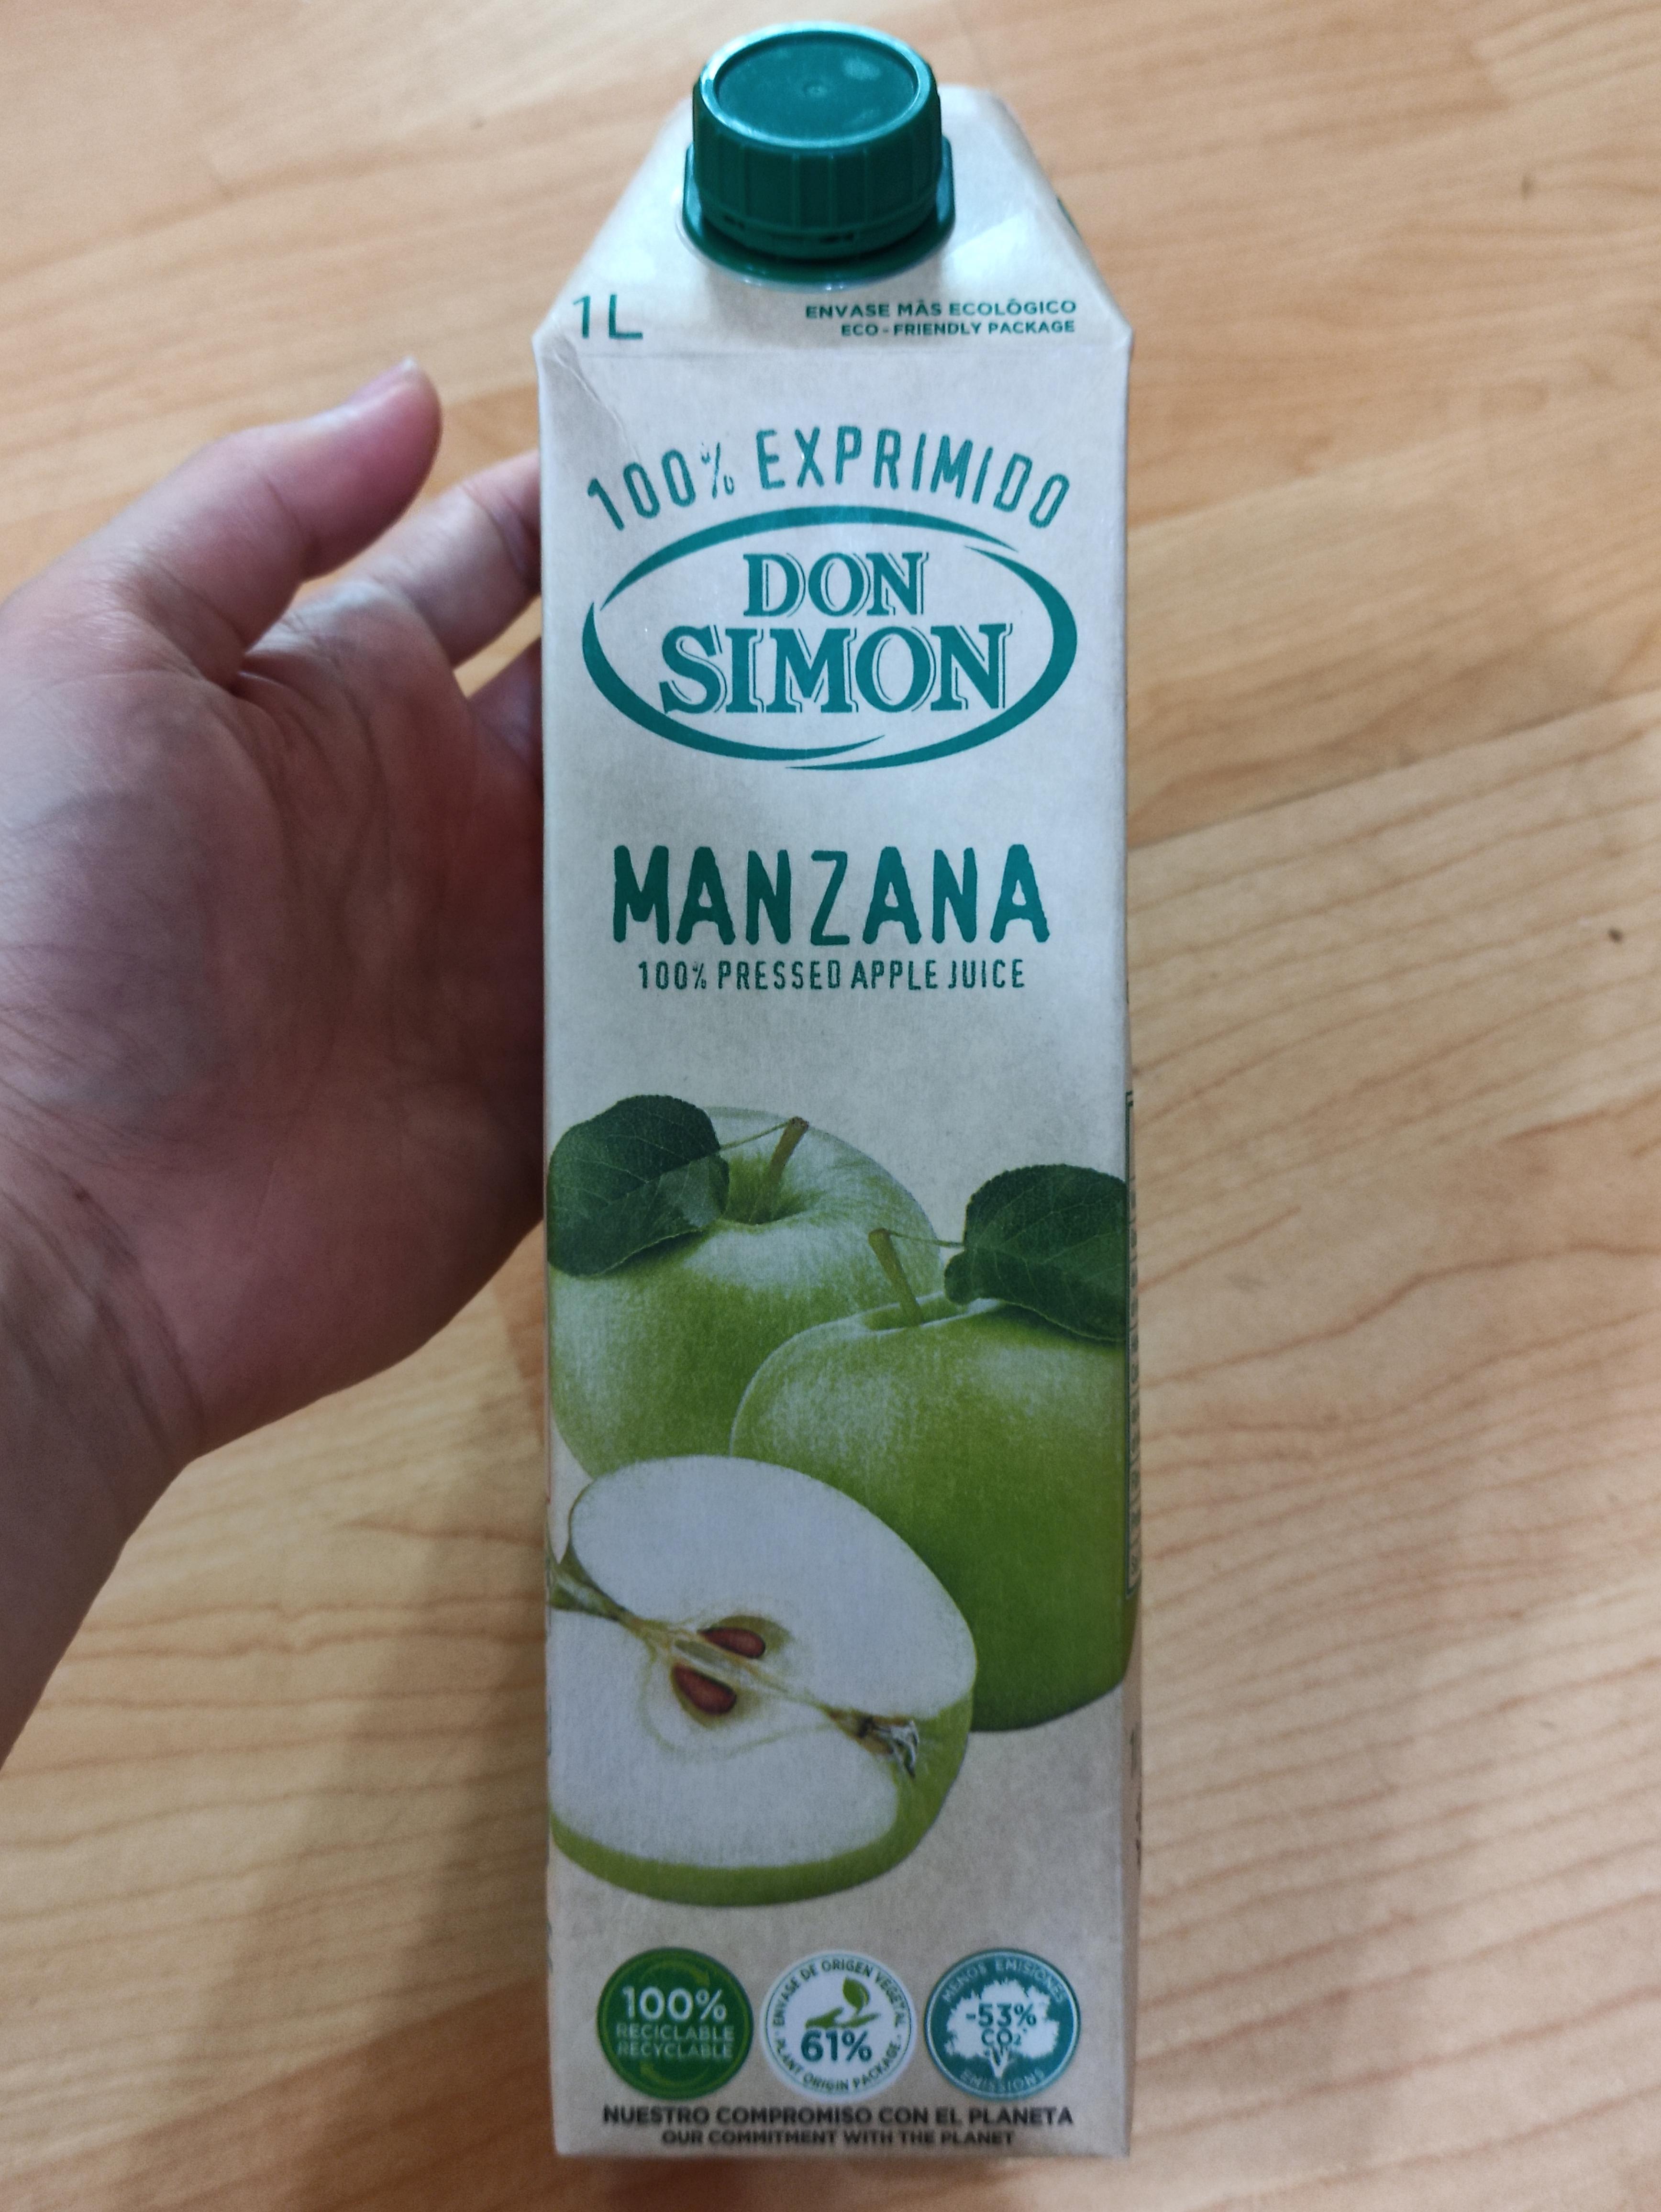 1L
ENVASE MÁS ECOLÓGICO
ECO-FRIENDLY PACKAGE
100% EXPRIMIDO
DON
SIMON
MANZANA
100% PRESSED APPLE JUICE
100%
RECICLABLE
RECYCLABLE
ENVASE DE ORIGEN VEGETAL
61%
PLANT ORIGIN PACKAGE
MENOS EMISIONES
-53%
CO₂
EMISSIONS
NUESTRO COMPROMISO CON EL PLANETA
OUR COMMITMENT WITH THE PLANET